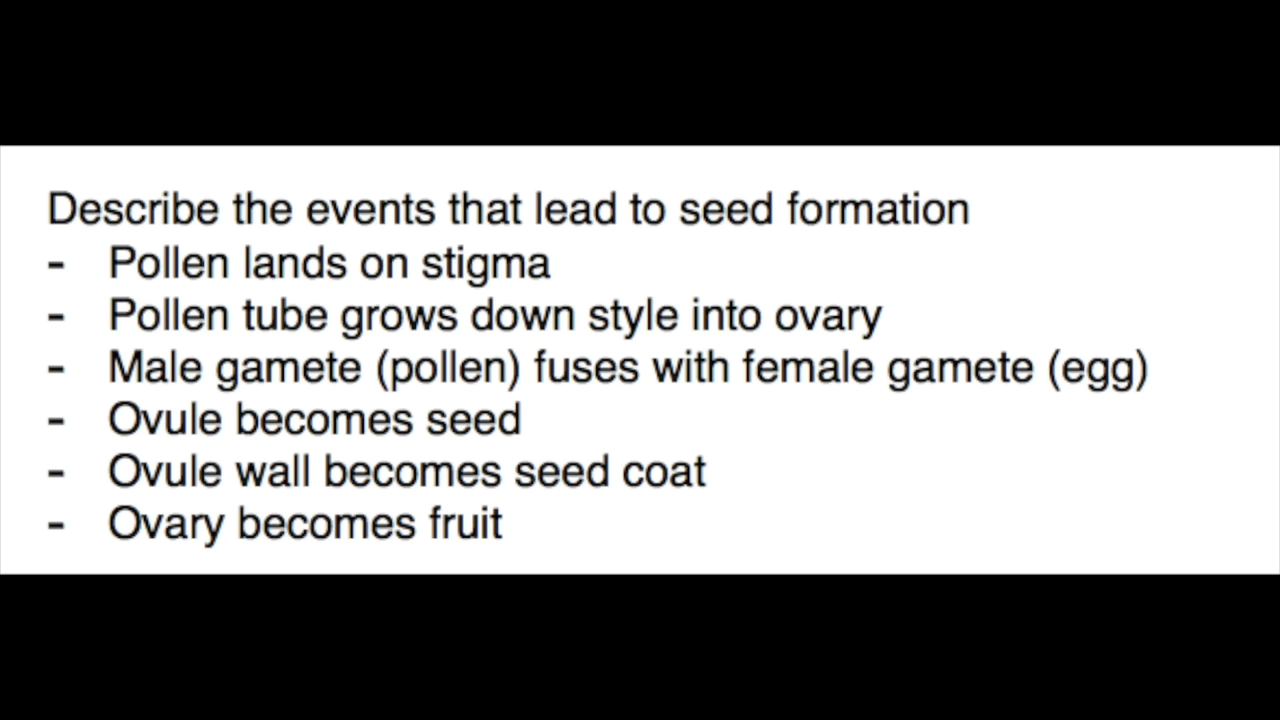 Describe the events that lead to seed formation
- Pollen lands on stigma
- Pollen tube grows down style into ovary
- Male gamete (pollen) fuses with female gamete (egg)
- Ovule becomes seed
- Ovule wall becomes seed coat
- Ovary becomes fruit